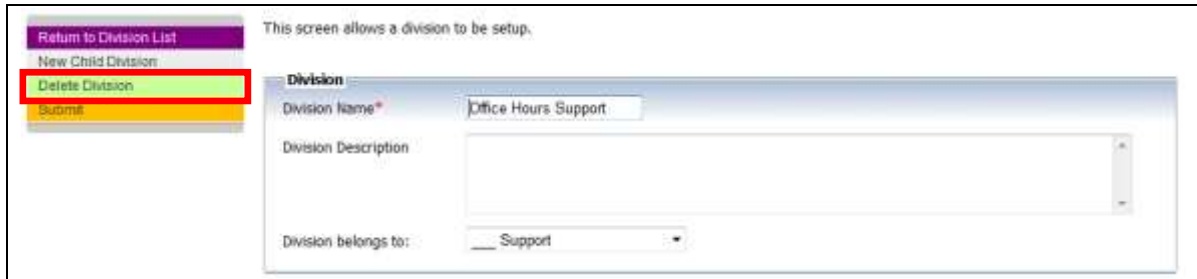 Return to Division List
New Child Division
Delete Division
Submit
This screen allows a division to be setup.
Division
Division Name* Office Hours Support
Division Description
Division belongs to: ___ Support